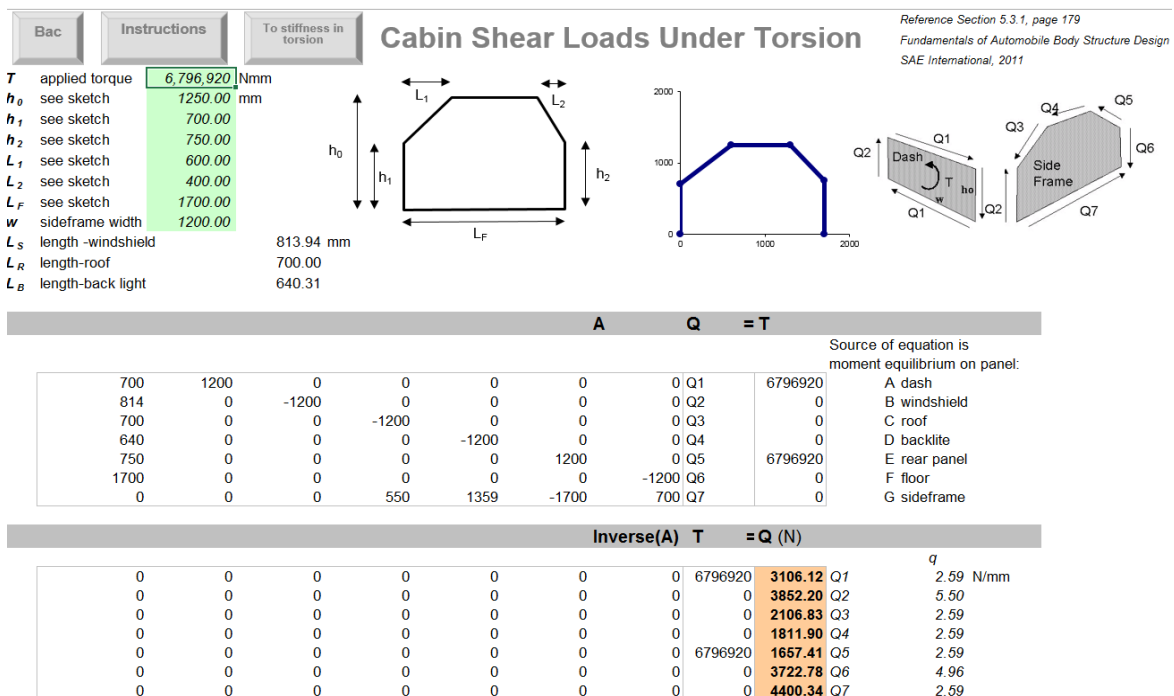 Bac
Instructions
To stiffness in
torsion
Cabin Shear Loads Under Torsion
Reference Section 5.3.1, page 179
Fundamentals of Automobile Body Structure Design
SAE International, 2011
T applied torque 6,796,920 Nmm
h0 see sketch 1250.00 mm
h1 see sketch 700.00
h2 see sketch 750.00
L1 see sketch 600.00
L2 see sketch 400.00
LF see sketch 1700.00
w sideframe width 1200.00
LS length -windshield 813.94 mm
LR length-roof 700.00
LB length-back light 640.31
L1
L2
h0
h1
h2
LF
2000
1000
0
0 1000 2000
Q2
Q1
Dash
T
ho
w
Q1
Q2
Q3
Q4
Q5
Q6
Side
Frame
Q7
A Q = T
Source of equation is
moment equilibrium on panel:
700 1200 0 0 0 0 0 Q1 6796920 A dash
814 0 -1200 0 0 0 0 Q2 0 B windshield
700 0 0 -1200 0 0 0 Q3 0 C roof
640 0 0 0 -1200 0 0 Q4 0 D backlite
750 0 0 0 0 1200 0 Q5 6796920 E rear panel
1700 0 0 0 0 0 -1200 Q6 0 F floor
0 0 0 550 1359 -1700 700 Q7 0 G sideframe
Inverse(A) T = Q (N)
q
0 0 0 0 0 0 0 6796920 3106.12 Q1 2.59 N/mm
0 0 0 0 0 0 0 0 3852.20 Q2 5.50
0 0 0 0 0 0 0 0 2106.83 Q3 2.59
0 0 0 0 0 0 0 0 1811.90 Q4 2.59
0 0 0 0 0 0 0 6796920 1657.41 Q5 2.59
0 0 0 0 0 0 0 0 3722.78 Q6 4.96
0 0 0 0 0 0 0 0 4400.34 Q7 2.59